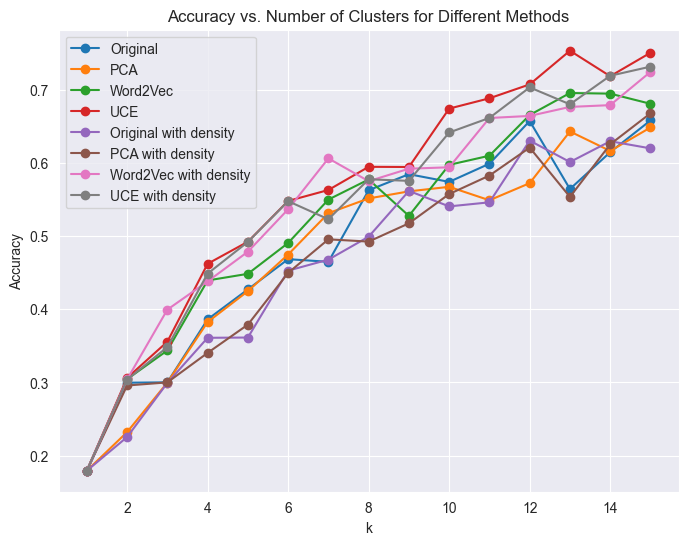 Accuracy vs. Number of Clusters for Different Methods
Original
PCA
Word2Vec
UCE
Original with density
PCA with density
Word2Vec with density
UCE with density
0.7
0.6
0.5
0.4
0.3
0.2
Accuracy
2 4 6 8 10 12 14
k